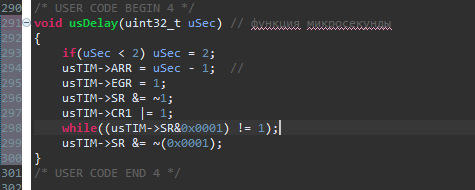 290 /* USER CODE BEGIN 4 */
291 void usDelay(uint32_t uSec) // функция микросекунды
292 {
293 if(uSec < 2) uSec = 2;
294 usTIM->ARR = uSec - 1; //
295 usTIM->EGR = 1;
296 usTIM->SR &= ~1;
297 usTIM->CR1 |= 1;
298 while((usTIM->SR&0x0001) != 1);
299 usTIM->SR &= ~(0x0001);
300 }
301 /* USER CODE END 4 */
302